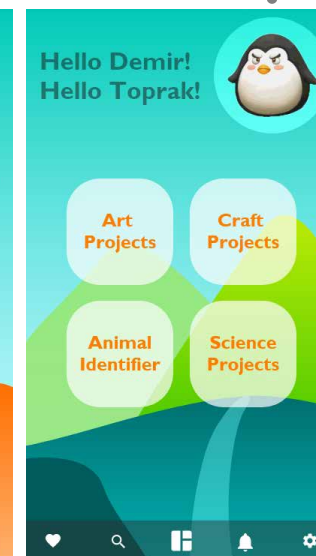 Hello Demir!
Hello Toprak!
Art
Projects
Craft
Projects
Animal
Identifier
Science
Projects